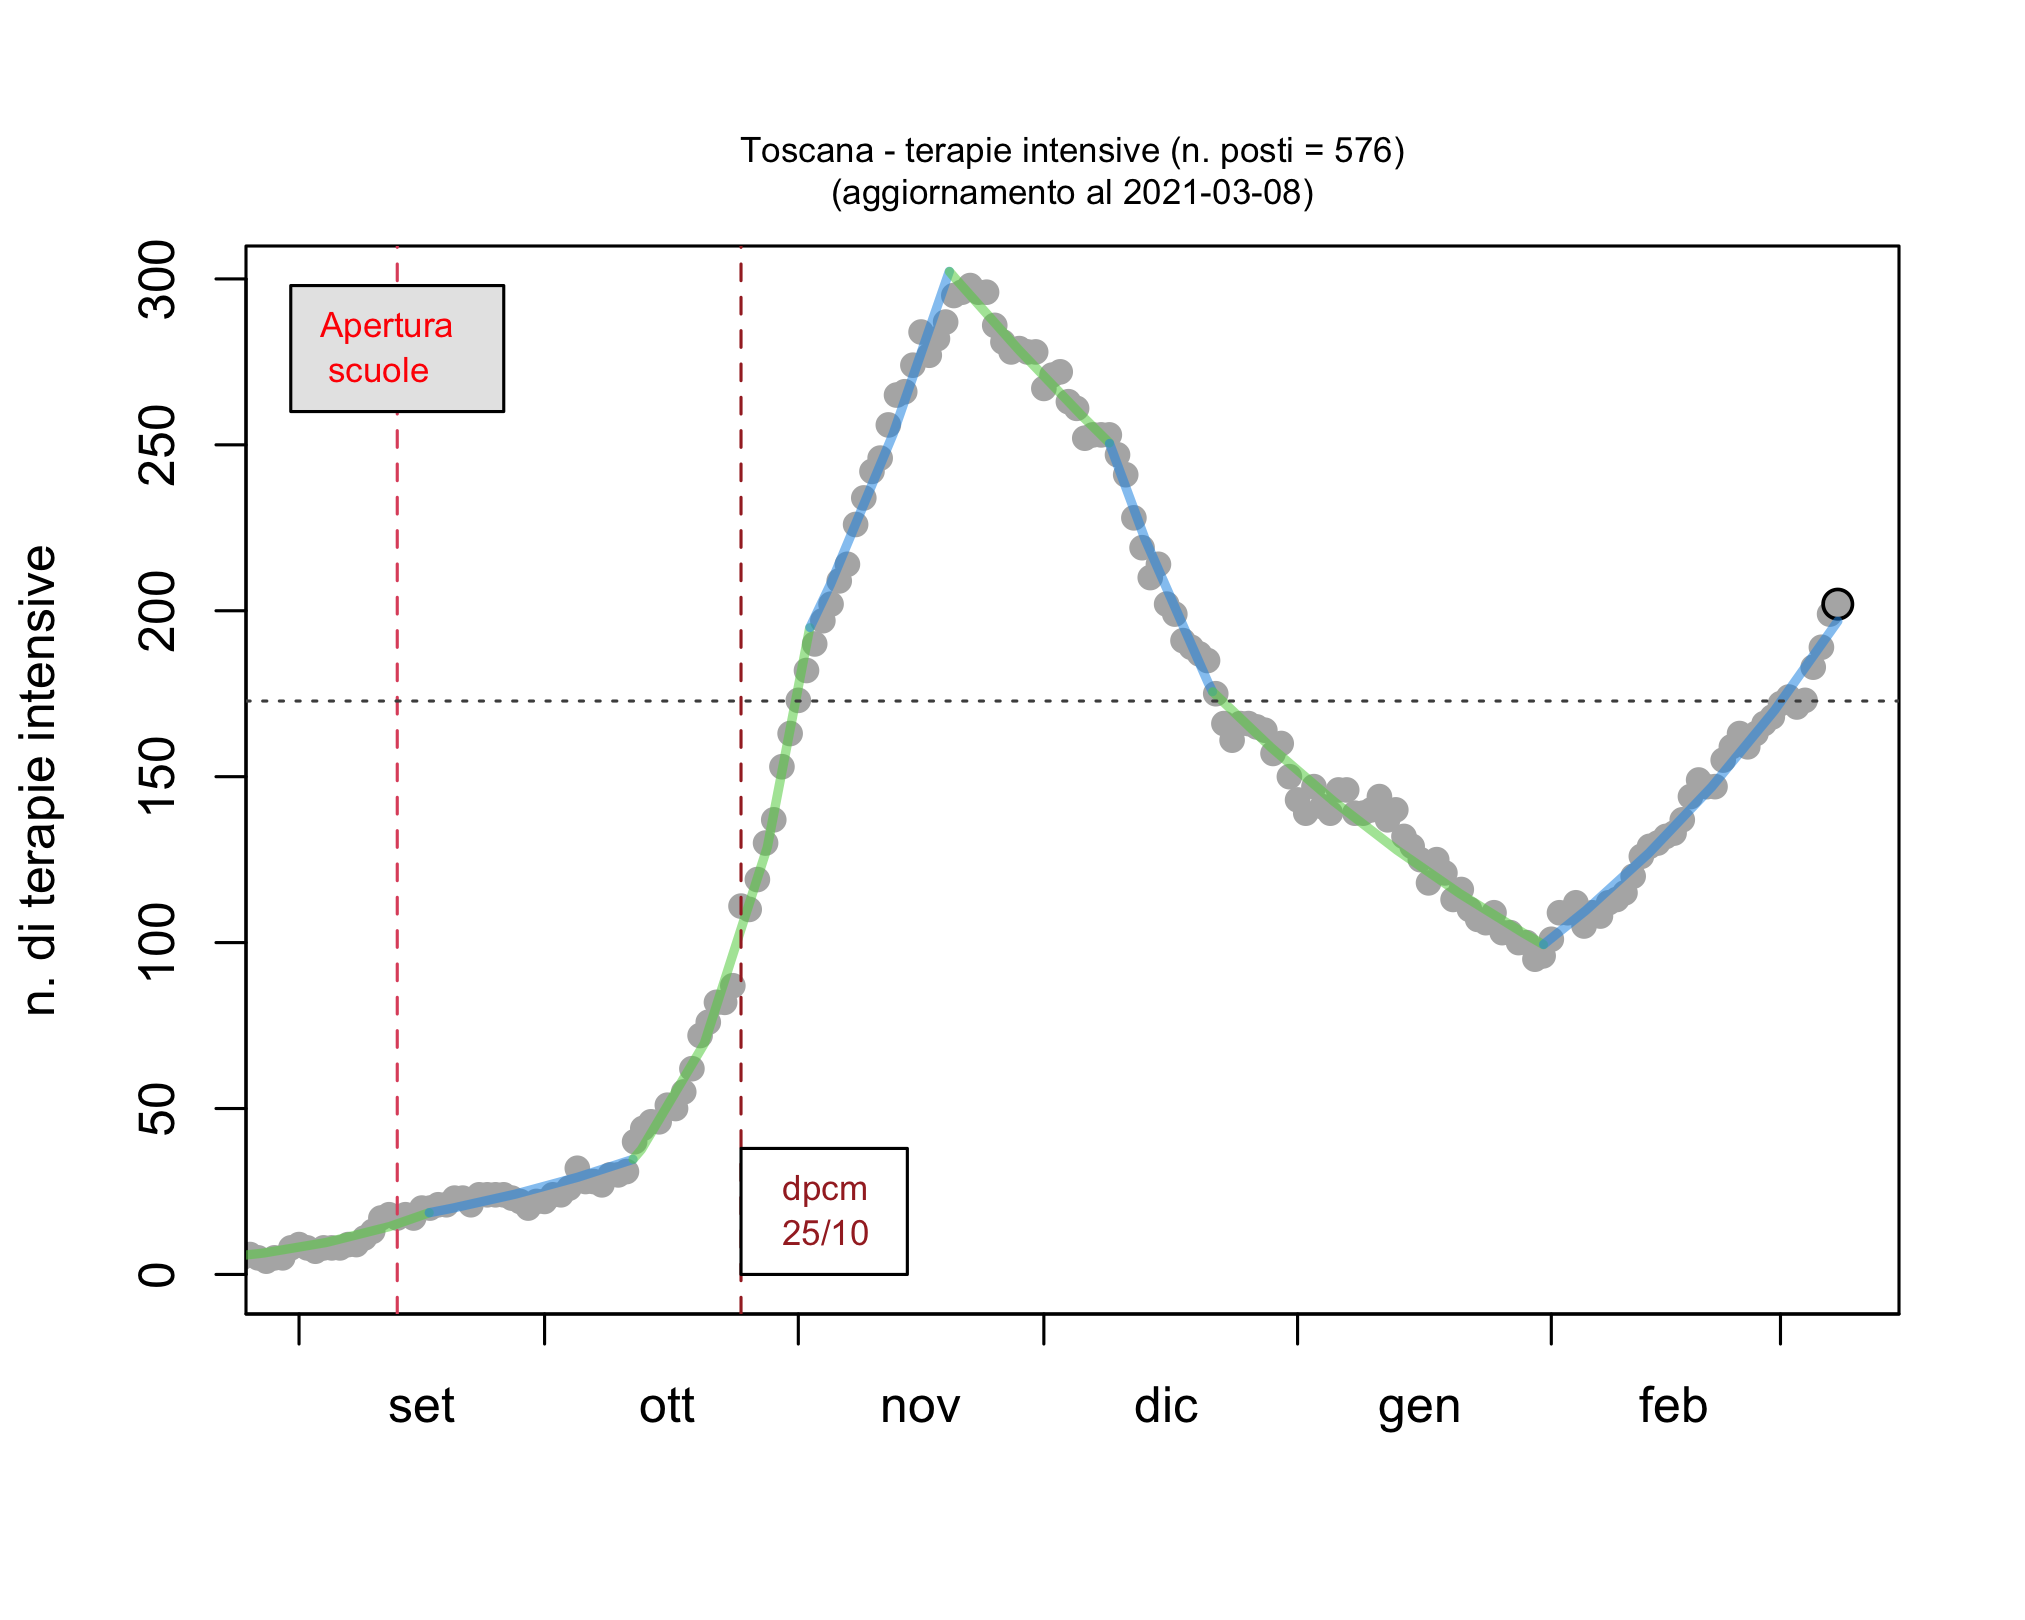 Toscana - terapie intensive (n. posti = 576)
(aggiornamento al 2021-03-08)
n. di terapie intensive
300
250
200
150
100
50
0
Apertura
scuole
dpcm
25/10
set
ott
nov
dic
gen
feb